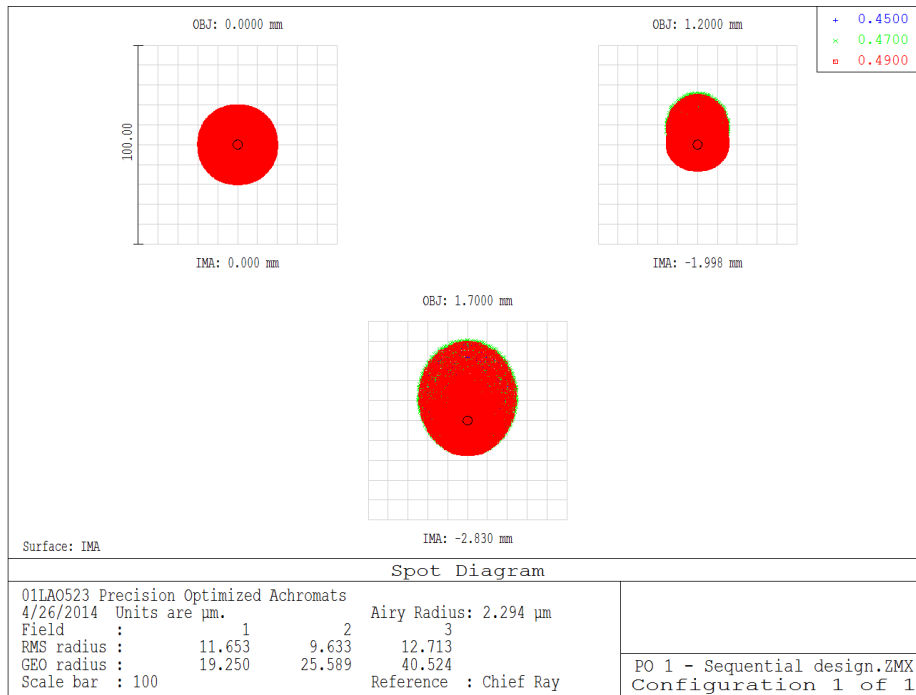 OBJ: 0.0000 mm
OBJ: 1.2000 mm
+ 0.4500
× 0.4700
¤ 0.4900
100.00
IMA: 0.000 mm
IMA: -1.998 mm
OBJ: 1.7000 mm
IMA: -2.830 mm
Surface: IMA
Spot Diagram
01LAO523 Precision Optimized Achromats
4/26/2014 Units are µm. Airy Radius: 2.294 µm
Field : 1 2 3
RMS radius : 11.653 9.633 12.713
GEO radius : 19.250 25.589 40.524
Scale bar : 100 Reference : Chief Ray
PO 1 - Sequential design.ZMX
Configuration 1 of 1